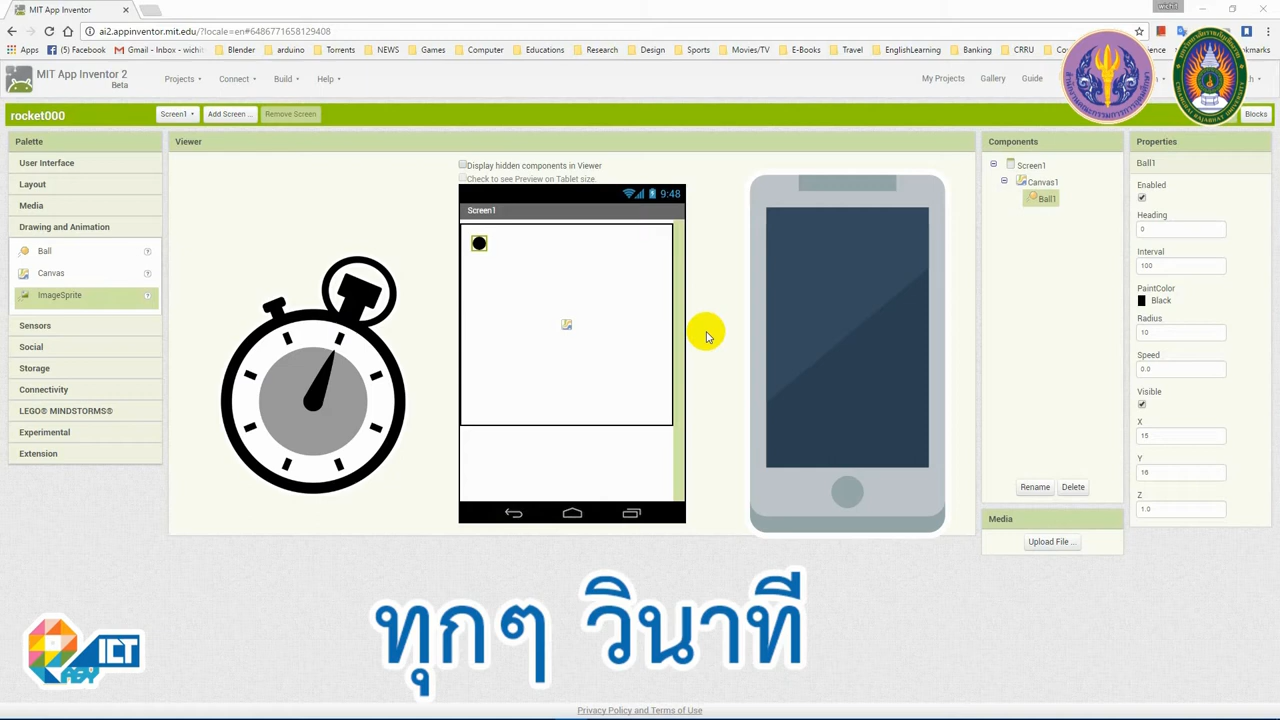 MIT App Inventor 2
wichit
ai2.appinventor.mit.edu/?locale=en#6486771658129408
Apps
(5) Facebook
Gmail - Inbox - wichit
Blender
arduino
Torrents
NEWS
Games
Computer
Educations
Research
Design
Sports
Movies/TV
E-Books
Travel
EnglishLearning
Banking
CRRU
MIT App Inventor 2
Beta
Projects
Connect
Build
Help
My Projects
Gallery
Guide
rocket000
Screen1
Add Screen ...
Remove Screen
Blocks
Palette
User Interface
Layout
Media
Drawing and Animation
Ball
Canvas
ImageSprite
Sensors
Social
Storage
Connectivity
LEGO® MINDSTORMS®
Experimental
Extension
Viewer
Display hidden components in Viewer
Check to see Preview on Tablet size.
9:48
Screen1
Components
Screen1
Canvas1
Ball1
Rename
Delete
Media
Upload File ...
Properties
Ball1
Enabled
Heading
0
Interval
100
PaintColor
Black
Radius
10
Speed
0.0
Visible
X
15
Y
16
Z
1.0
ทุกๆ วินาที
ICT
Privacy Policy and Terms of Use